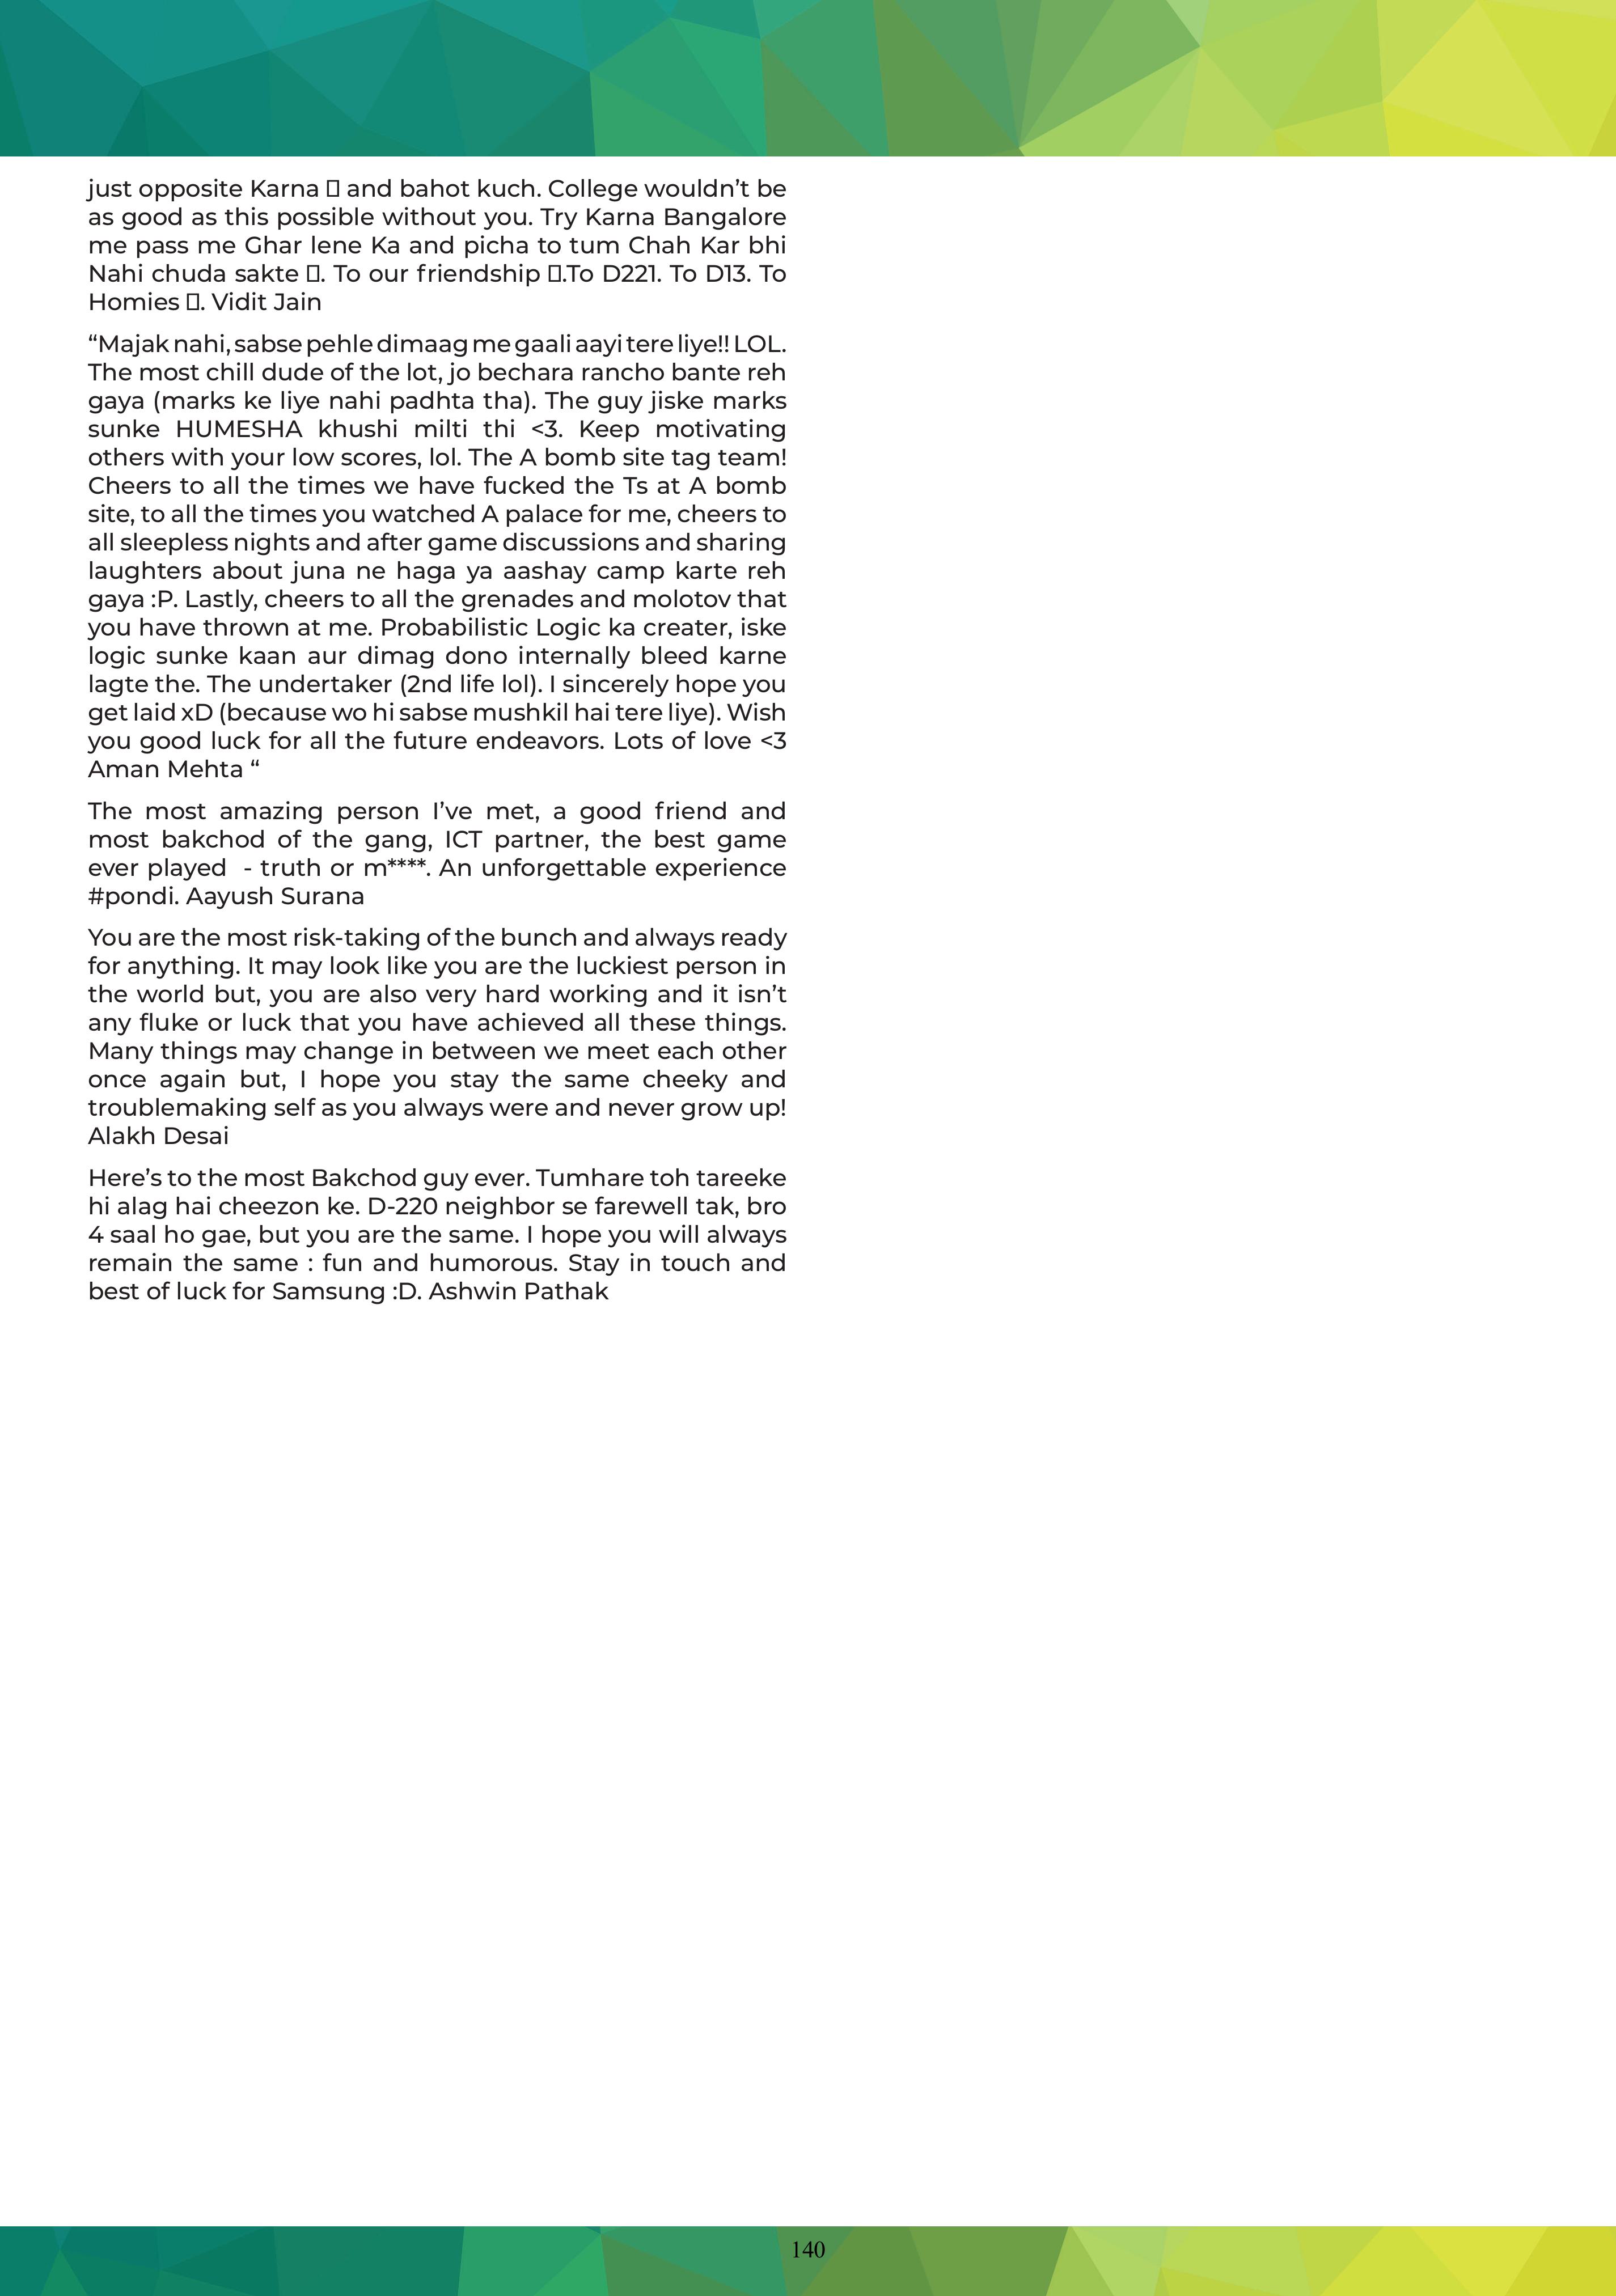 just opposite Karna ▯ and bahot kuch. College wouldn’t be
as good as this possible without you. Try Karna Bangalore
me pass me Ghar lene Ka and picha to tum Chah Kar bhi
Nahi chuda sakte ▯. To our friendship ▯.To D221. To D13. To
Homies ▯. Vidit Jain
“Majak nahi, sabse pehle dimaag me gaali aayi tere liye!! LOL.
The most chill dude of the lot, jo bechara rancho bante reh
gaya (marks ke liye nahi padhta tha). The guy jiske marks
sunke HUMESHA khushi milti thi <3. Keep motivating
others with your low scores, lol. The A bomb site tag team!
Cheers to all the times we have fucked the Ts at A bomb
site, to all the times you watched A palace for me, cheers to
all sleepless nights and after game discussions and sharing
laughters about juna ne haga ya aashay camp karte reh
gaya :P. Lastly, cheers to all the grenades and molotov that
you have thrown at me. Probabilistic Logic ka creater, iske
logic sunke kaan aur dimag dono internally bleed karne
lagte the. The undertaker (2nd life lol). I sincerely hope you
get laid xD (because wo hi sabse mushkil hai tere liye). Wish
you good luck for all the future endeavors. Lots of love <3
Aman Mehta “
The most amazing person I’ve met, a good friend and
most bakchod of the gang, ICT partner, the best game
ever played  - truth or m****. An unforgettable experience
#pondi. Aayush Surana
You are the most risk-taking of the bunch and always ready
for anything. It may look like you are the luckiest person in
the world but, you are also very hard working and it isn’t
any fluke or luck that you have achieved all these things.
Many things may change in between we meet each other
once again but, I hope you stay the same cheeky and
troublemaking self as you always were and never grow up!
Alakh Desai
Here’s to the most Bakchod guy ever. Tumhare toh tareeke
hi alag hai cheezon ke. D-220 neighbor se farewell tak, bro
4 saal ho gae, but you are the same. I hope you will always
remain the same : fun and humorous. Stay in touch and
best of luck for Samsung :D. Ashwin Pathak
140